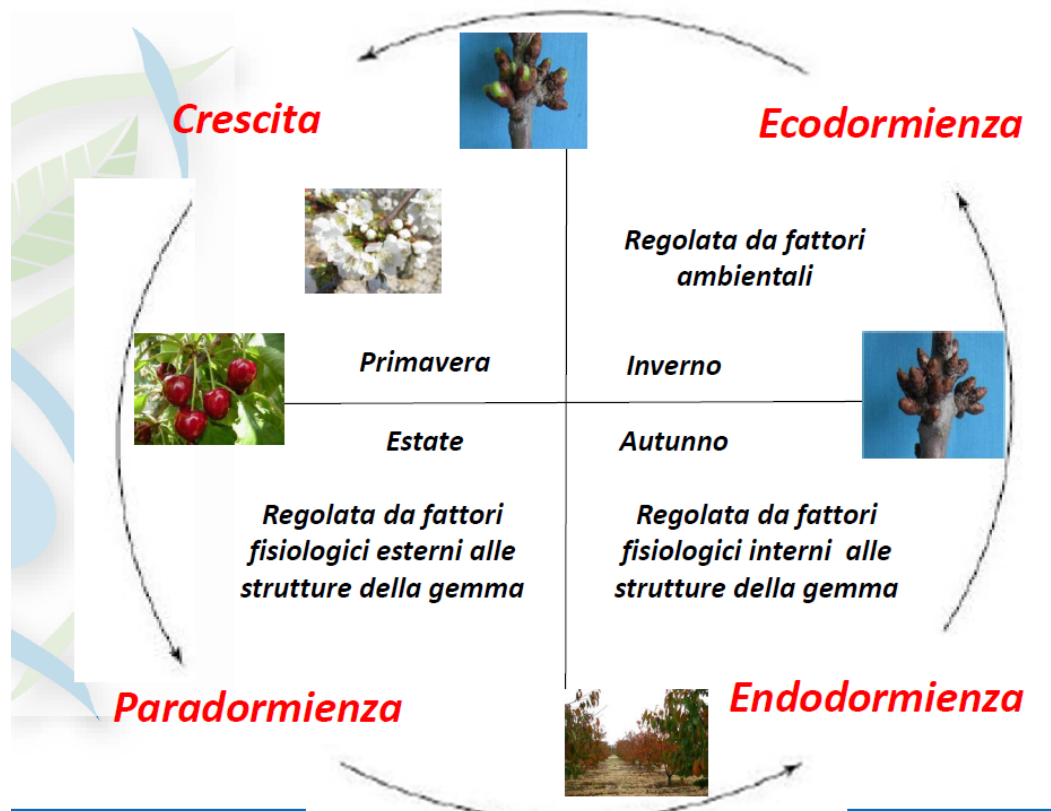 Crescita
Ecodormienza
Regolata da fattori
ambientali
Primavera
Inverno
Estate
Autunno
Regolata da fattori
fisiologici esterni alle
strutture della gemma
Regolata da fattori
fisiologici interni alle
strutture della gemma
Paradormienza
Endodormienza